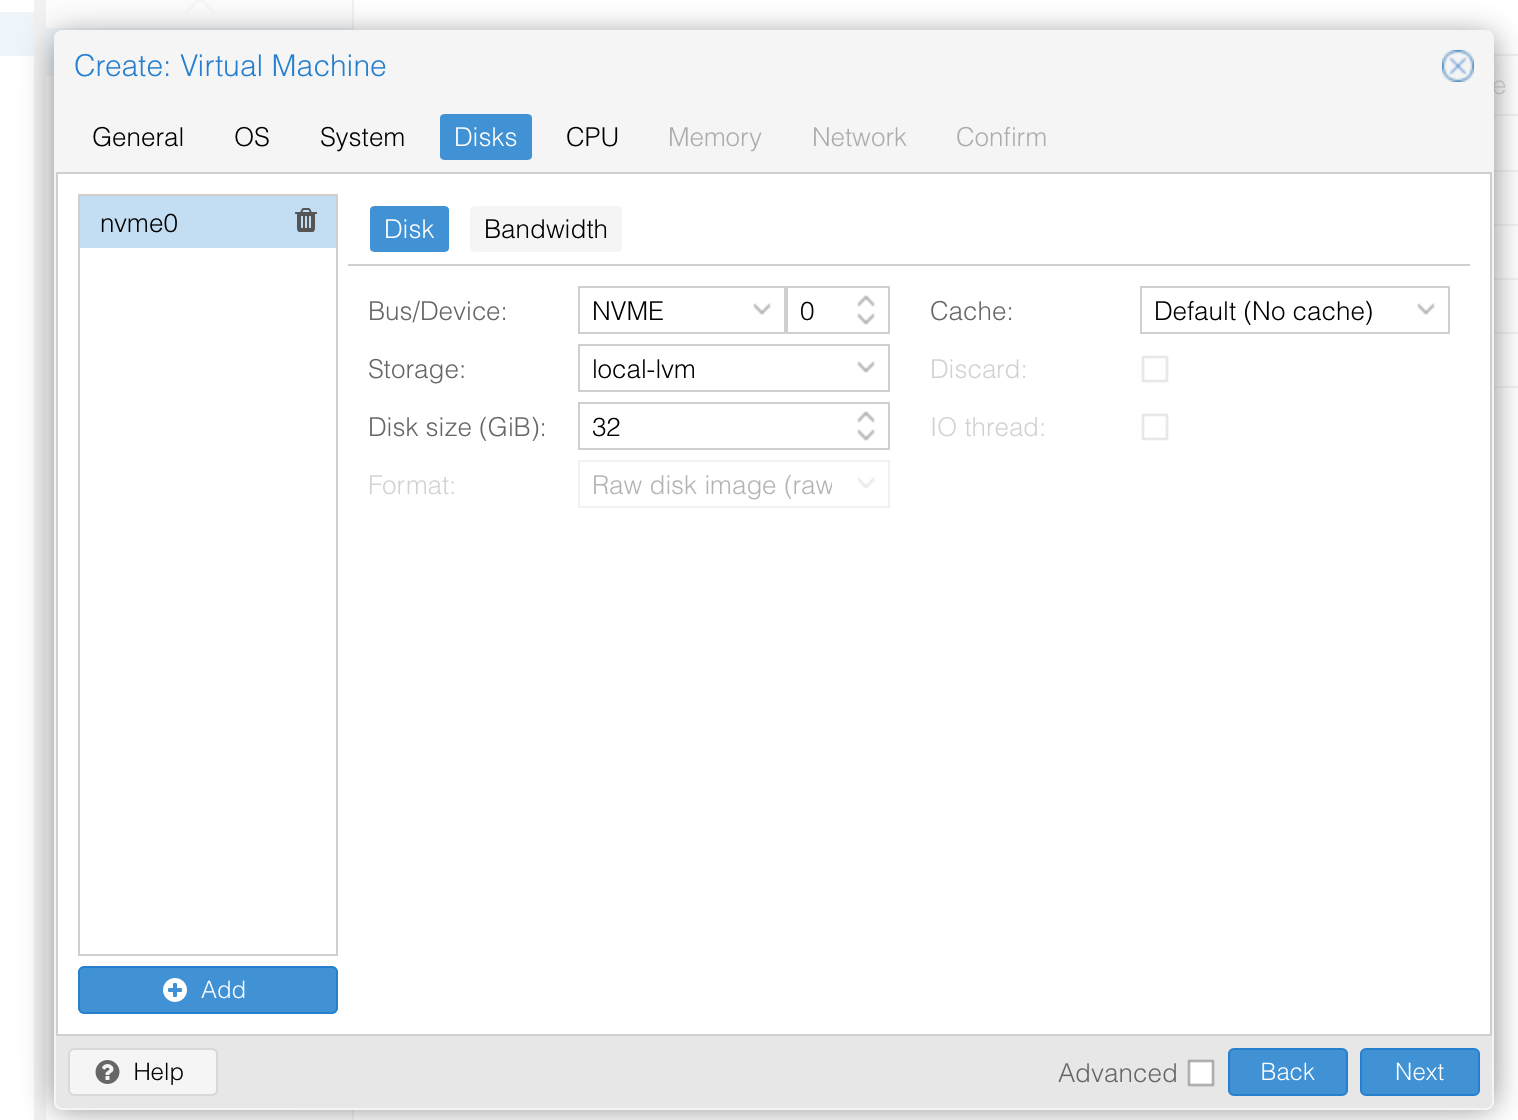 Create: Virtual Machine
General OS System Disks CPU Memory Network Confirm
nvme0
Disk Bandwidth
Bus/Device: NVME 0 Cache: Default (No cache)
Storage: local-lvm Discard:
Disk size (GiB): 32 IO thread:
Format: Raw disk image (raw
Add
Help Advanced Back Next